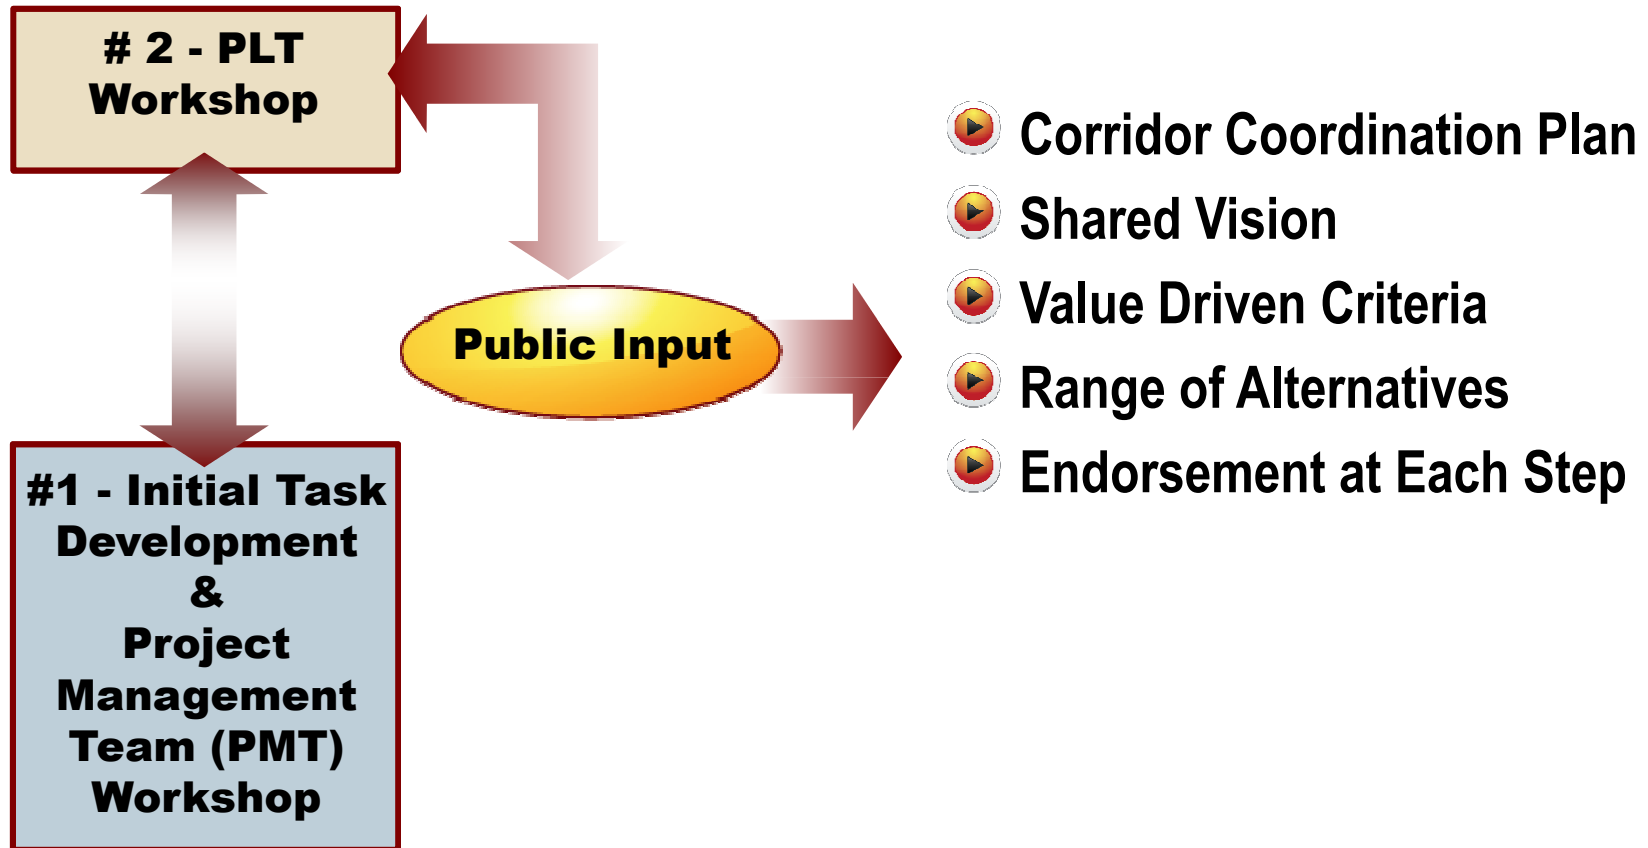 # 2 - PLT
Workshop
#1 - Initial Task
Development
&
Project
Management
Team (PMT)
Workshop
Public Input
Corridor Coordination Plan
Shared Vision
Value Driven Criteria
Range of Alternatives
Endorsement at Each Step